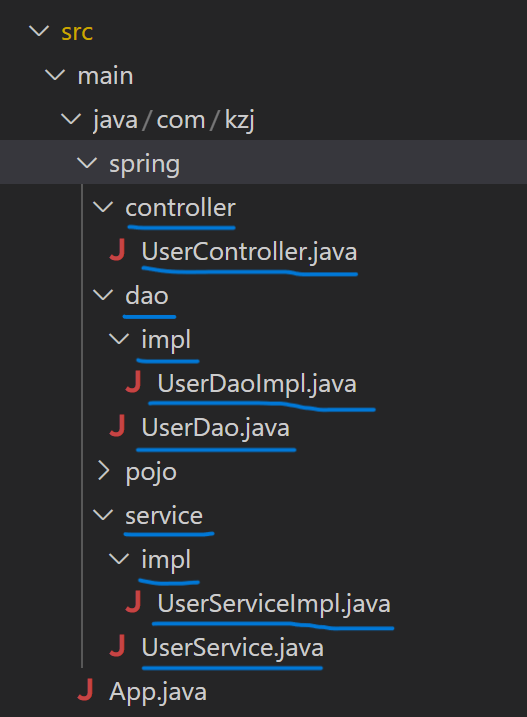 src
main
java/com/kzj
spring
controller
UserController.java
dao
impl
UserDaoImpl.java
UserDao.java
pojo
service
impl
UserServiceImpl.java
UserService.java
App.java